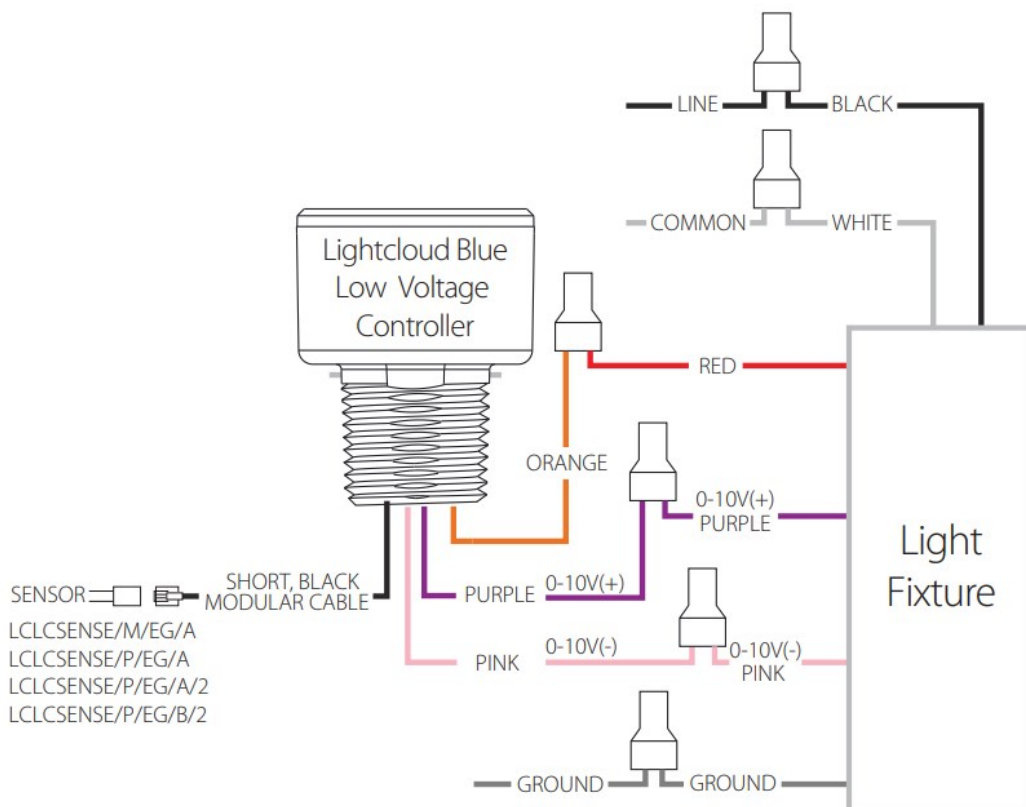 LINE
BLACK
COMMON
WHITE
Lightcloud Blue
Low Voltage
Controller
RED
ORANGE
0-10V(+)
PURPLE
Light
Fixture
SENSOR
SHORT, BLACK
MODULAR CABLE
PURPLE
0-10V(+)
LCLCSENSE/M/EG/A
LCLCSENSE/P/EG/A
LCLCSENSE/P/EG/A/2
LCLCSENSE/P/EG/B/2
PINK
0-10V(-)
0-10V(-)
PINK
GROUND
GROUND